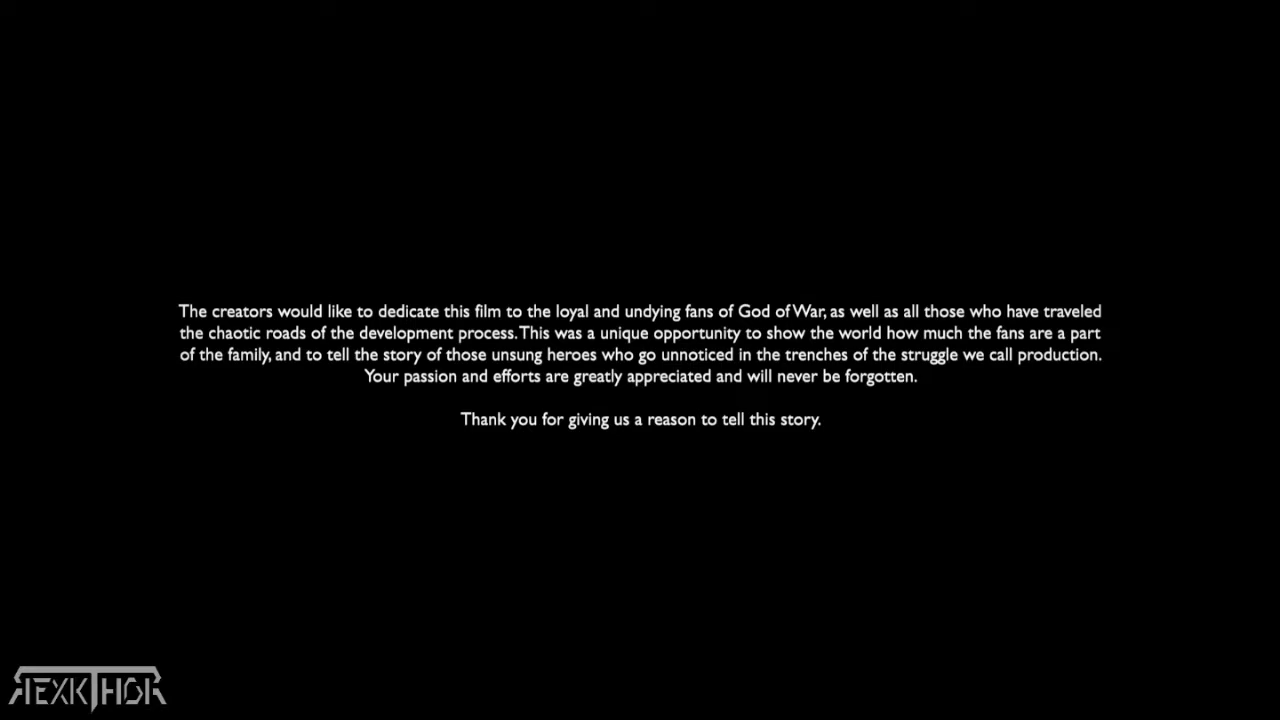 The creators would like to dedicate this film to the loyal and undying fans of God of War, as well as all those who have traveled
the chaotic roads of the development process. This was a unique opportunity to show the world how much the fans are a part
of the family, and to tell the story of those unsung heroes who go unnoticed in the trenches of the struggle we call production.
Your passion and efforts are greatly appreciated and will never be forgotten.
Thank you for giving us a reason to tell this story.
TEXKTHOR